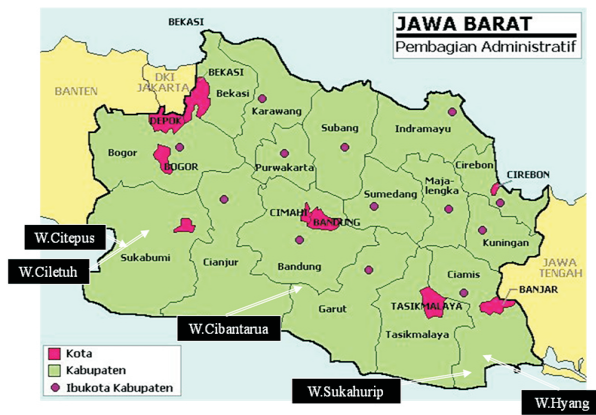 BEKASI
JAWA BARAT
Pembagian Administratif
DKI
JAKARTA
BANTEN
BEKASI
Bekasi
Karawang
DEPOK
Subang
Indramayu
Bogor
BOGOR
Purwakarta
Cirebon
CIREBON
Maja-
lengka
Sumedang
CIMAHI
BANDUNG
Kuningan
W.Citepus
Sukabumi
Cianjur
Bandung
Ciamis
JAWA
TENGAH
W.Ciletuh
BANJAR
Garut
TASIKMALAYA
W.Cibantarua
Tasikmalaya
Kota
Kabupaten
Ibukota Kabupaten
W.Sukahurip
W.Hyang